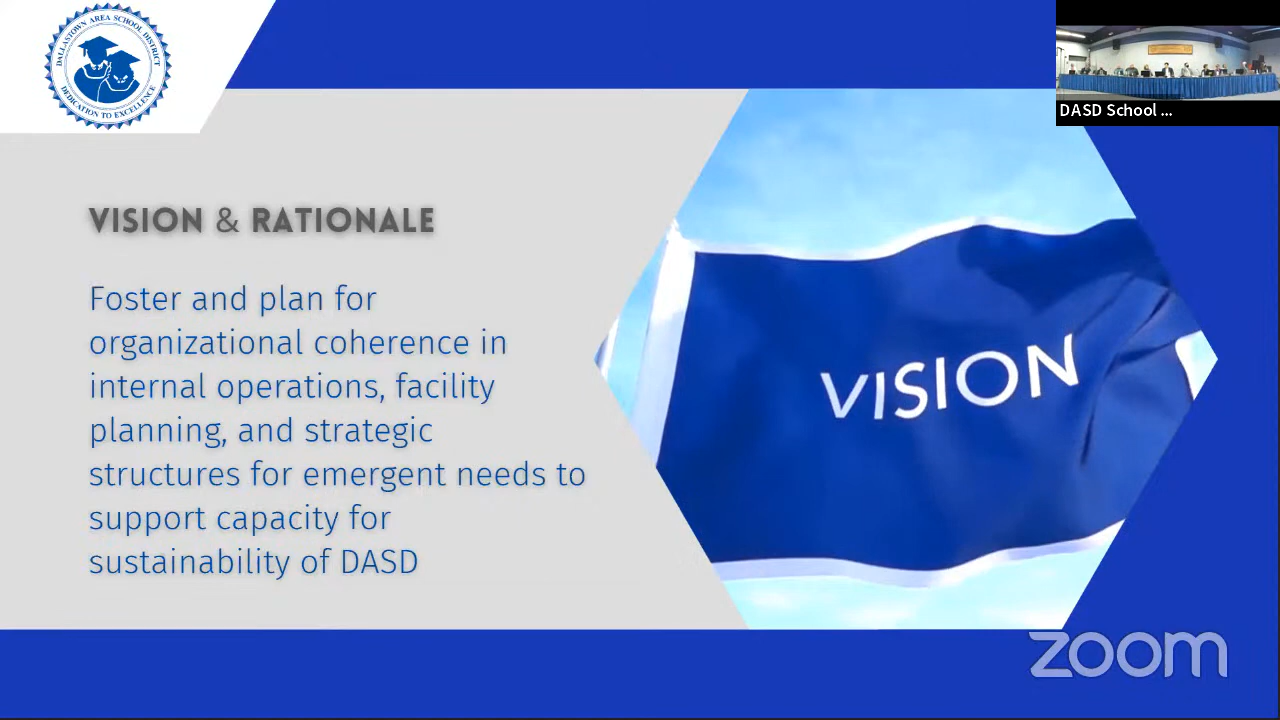 DALLASTOWN AREA SCHOOL DISTRICT
DEDICATION TO EXCELLENCE
DASD School ...
VISION & RATIONALE
Foster and plan for
organizational coherence in
internal operations, facility
planning, and strategic
structures for emergent needs to
support capacity for
sustainability of DASD
VISION
zoom